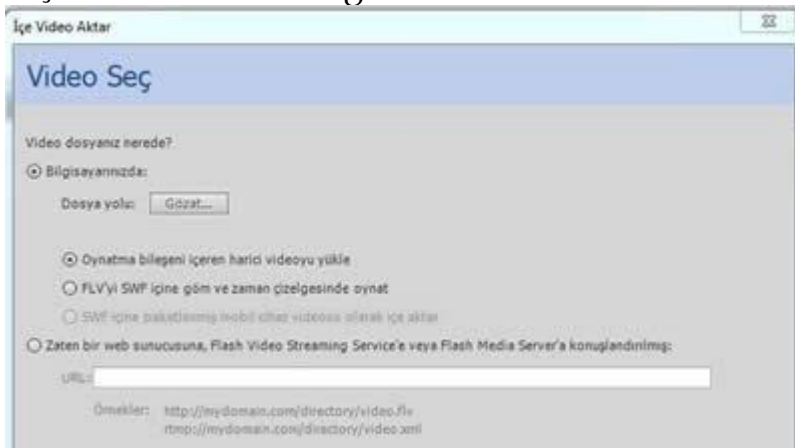 İçe Video Aktar
Video Seç
Video dosyanız nerede?
Bilgisayarınızda:
Dosya yolu: Gözat...
Oynatma bileşeni içeren harici videoyu yükle
FLV'yi SWF içine göm ve zaman çizelgesinde oynat
SWF içine paketlenmiş mobil cihaz videosu olarak içe aktar
Zaten bir web sunucusuna, Flash Video Streaming Service'e veya Flash Media Server'a konuşlandırılmış:
URL:
Örnekler: http://mydomain.com/directory/video.flv
rtmp://mydomain.com/directory/video.xml